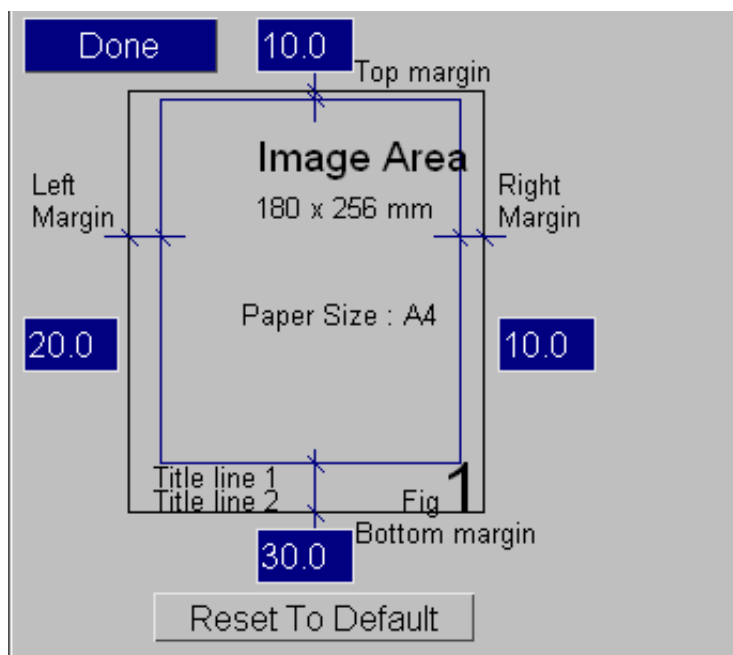 Done
10.0
Top margin
Image Area
180 x 256 mm
Left
Margin
Right
Margin
Paper Size : A4
20.0
10.0
Title line 1
Title line 2
Fig 1
Bottom margin
30.0
Reset To Default